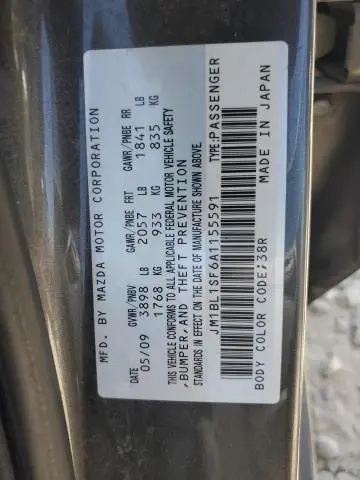 MFD. BY MAZDA MOTOR CORPORATION
DATE GVWR/PNBV GAWR/PNBE FRT GAWR/PNBE RR
05/09 3898 LB 2057 LB 1841 LB
1768 KG 933 KG 835 KG
THIS VEHICLE CONFORMS TO ALL APPLICABLE FEDERAL MOTOR VEHICLE SAFETY
,BUMPER,AND THEFT PREVENTION
STANDARDS IN EFFECT ON THE DATE OF MANUFACTURE SHOWN ABOVE.
JM1BL1SF6A1155591 TYPE:PASSENGER
BODY COLOR CODE:38R MADE IN JAPAN